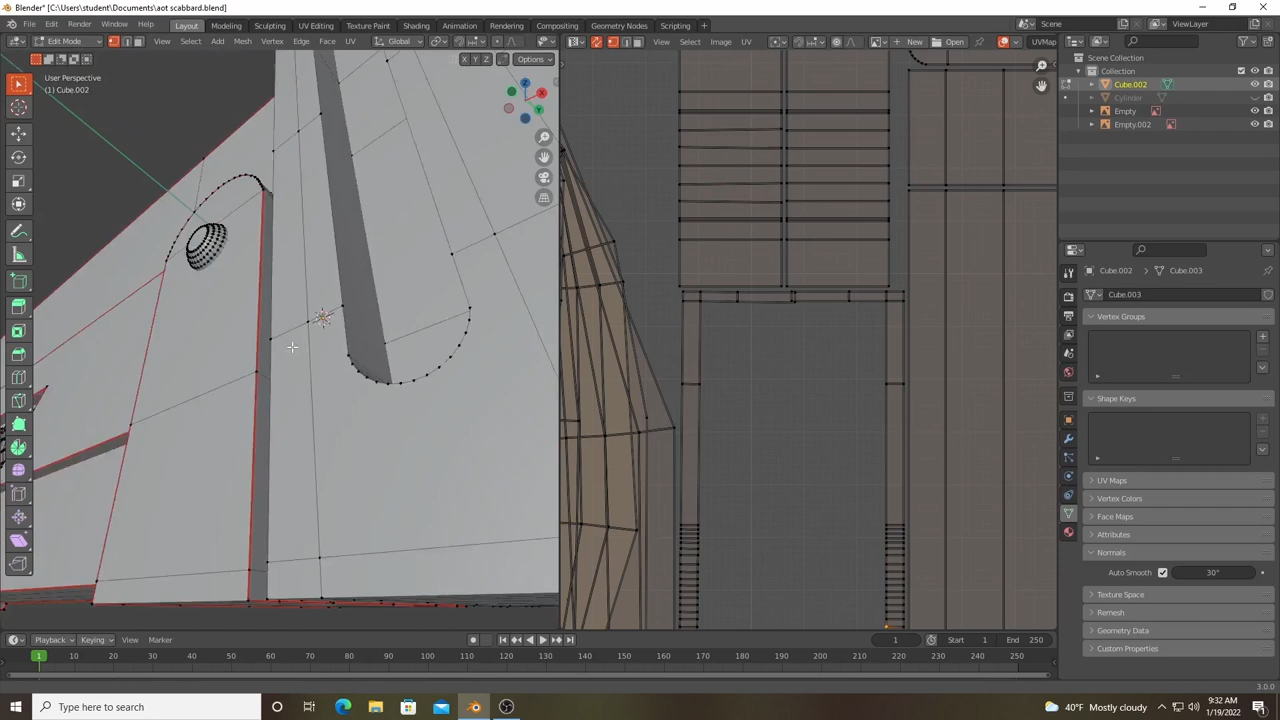 Blender* [C:\Users\student\Documents\aot scabbard.blend]
File Edit Render Window Help Layout Modeling Sculpting UV Editing Texture Paint Shading Animation Rendering Compositing Geometry Nodes Scripting + Scene ViewLayer
Edit Mode View Select Add Mesh Vertex Edge Face UV Global View Select Image UV New Open UVMap
X Y Z Options
User Perspective
(1) Cube.002
Z
X
Y
Scene Collection
Collection
Cube.002
Cylinder
Empty
Empty.002
Cube.002 Cube.003
Cube.003
Vertex Groups
Shape Keys
UV Maps
Vertex Colors
Face Maps
Attributes
Normals
Auto Smooth 30°
Texture Space
Remesh
Geometry Data
Custom Properties
Playback Keying View Marker 1 Start 1 End 250
1 10 20 30 40 50 60 70 80 90 100 110 120 130 140 150 160 170 180 190 200 210 220 230 240 250
3.0.0
Type here to search 40°F Mostly cloudy 9:32 AM
1/19/2022